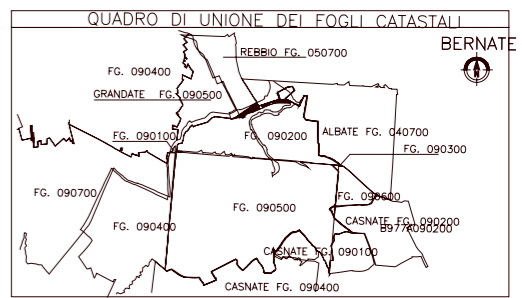 QUADRO DI UNIONE DEI FOGLI CATASTALI
BERNATE
REBBIO FG. 050700
FG. 090400
GRANDATE FG. 090500
FG. 090100
FG. 090200
ALBATE FG. 040700
FG. 090300
FG. 090700
FG. 090500
FG. 090600
CASNATE FG. 090200
FG. 090400
B977A090200
CASNATE FG. 090100
CASNATE FG. 090400